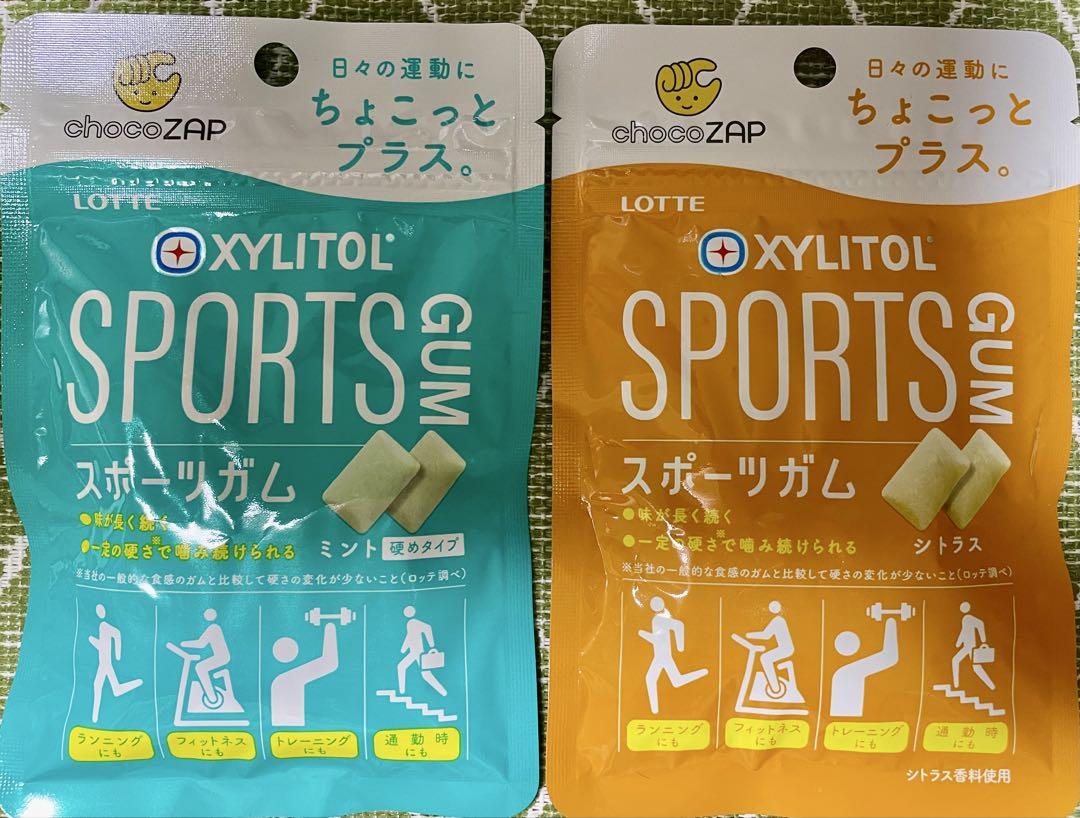 chocoZAP
日々の運動に
ちょこっと
プラス。
LOTTE
XYLITOL
SPORTS
GUM
スポーツガム
●味が長く続く
●一定の硬さ※で噛み続けられる
ミント 硬めタイプ
※当社の一般的な食感のガムと比較して硬さの変化が少ないこと(ロッテ調べ)
ランニング
にも
フィットネス
にも
トレーニング
にも
通勤時
にも
chocoZAP
日々の運動に
ちょこっと
プラス。
LOTTE
XYLITOL
SPORTS
GUM
スポーツガム
●味が長く続く
●一定の硬さ※で噛み続けられる
シトラス
※当社の一般的な食感のガムと比較して硬さの変化が少ないこと(ロッテ調べ)
ランニング
にも
フィットネス
にも
トレーニング
にも
通勤時
にも
シトラス香料使用